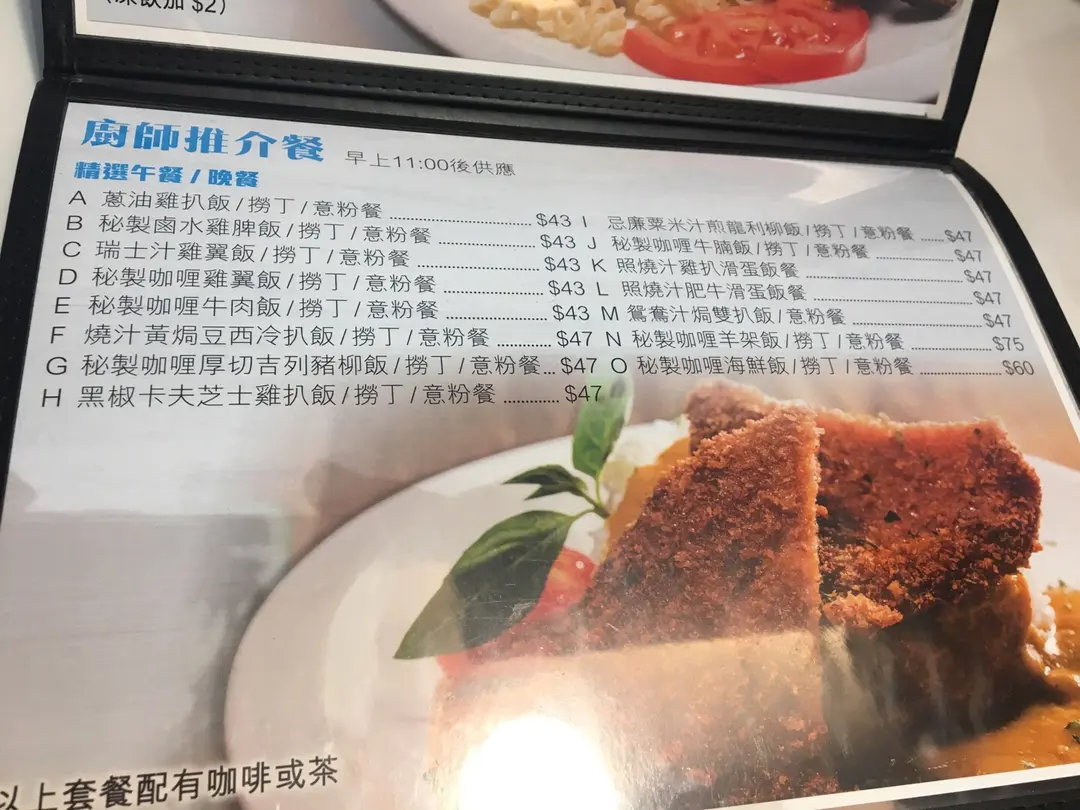 (凍飲加 $2)
廚師推介餐 早上11:00後供應
精選午餐 / 晚餐
A 蔥油雞扒飯 / 撈丁 / 意粉餐 $43
B 秘製鹵水雞脾飯 / 撈丁 / 意粉餐 $43
C 瑞士汁雞翼飯 / 撈丁 / 意粉餐 $43
D 秘製咖喱雞翼飯 / 撈丁 / 意粉餐 $43
E 秘製咖喱牛肉飯 / 撈丁 / 意粉餐 $43
F 燒汁黃焗豆西冷扒飯 / 撈丁 / 意粉餐 $47
G 秘製咖喱厚切吉列豬柳飯 / 撈丁 / 意粉餐 $47
H 黑椒卡夫芝士雞扒飯 / 撈丁 / 意粉餐 $47
I 忌廉粟米汁煎龍利柳飯 / 撈丁 / 意粉餐 $47
J 秘製咖喱牛腩飯 / 撈丁 / 意粉餐 $47
K 照燒汁雞扒滑蛋飯餐 $47
L 照燒汁肥牛滑蛋飯餐 $47
M 鴛鴦汁焗雙扒飯 / 意粉餐 $47
N 秘製咖喱羊架飯 / 撈丁 / 意粉餐 $75
O 秘製咖喱海鮮飯 / 撈丁 / 意粉餐 $60
以上套餐配有咖啡或茶